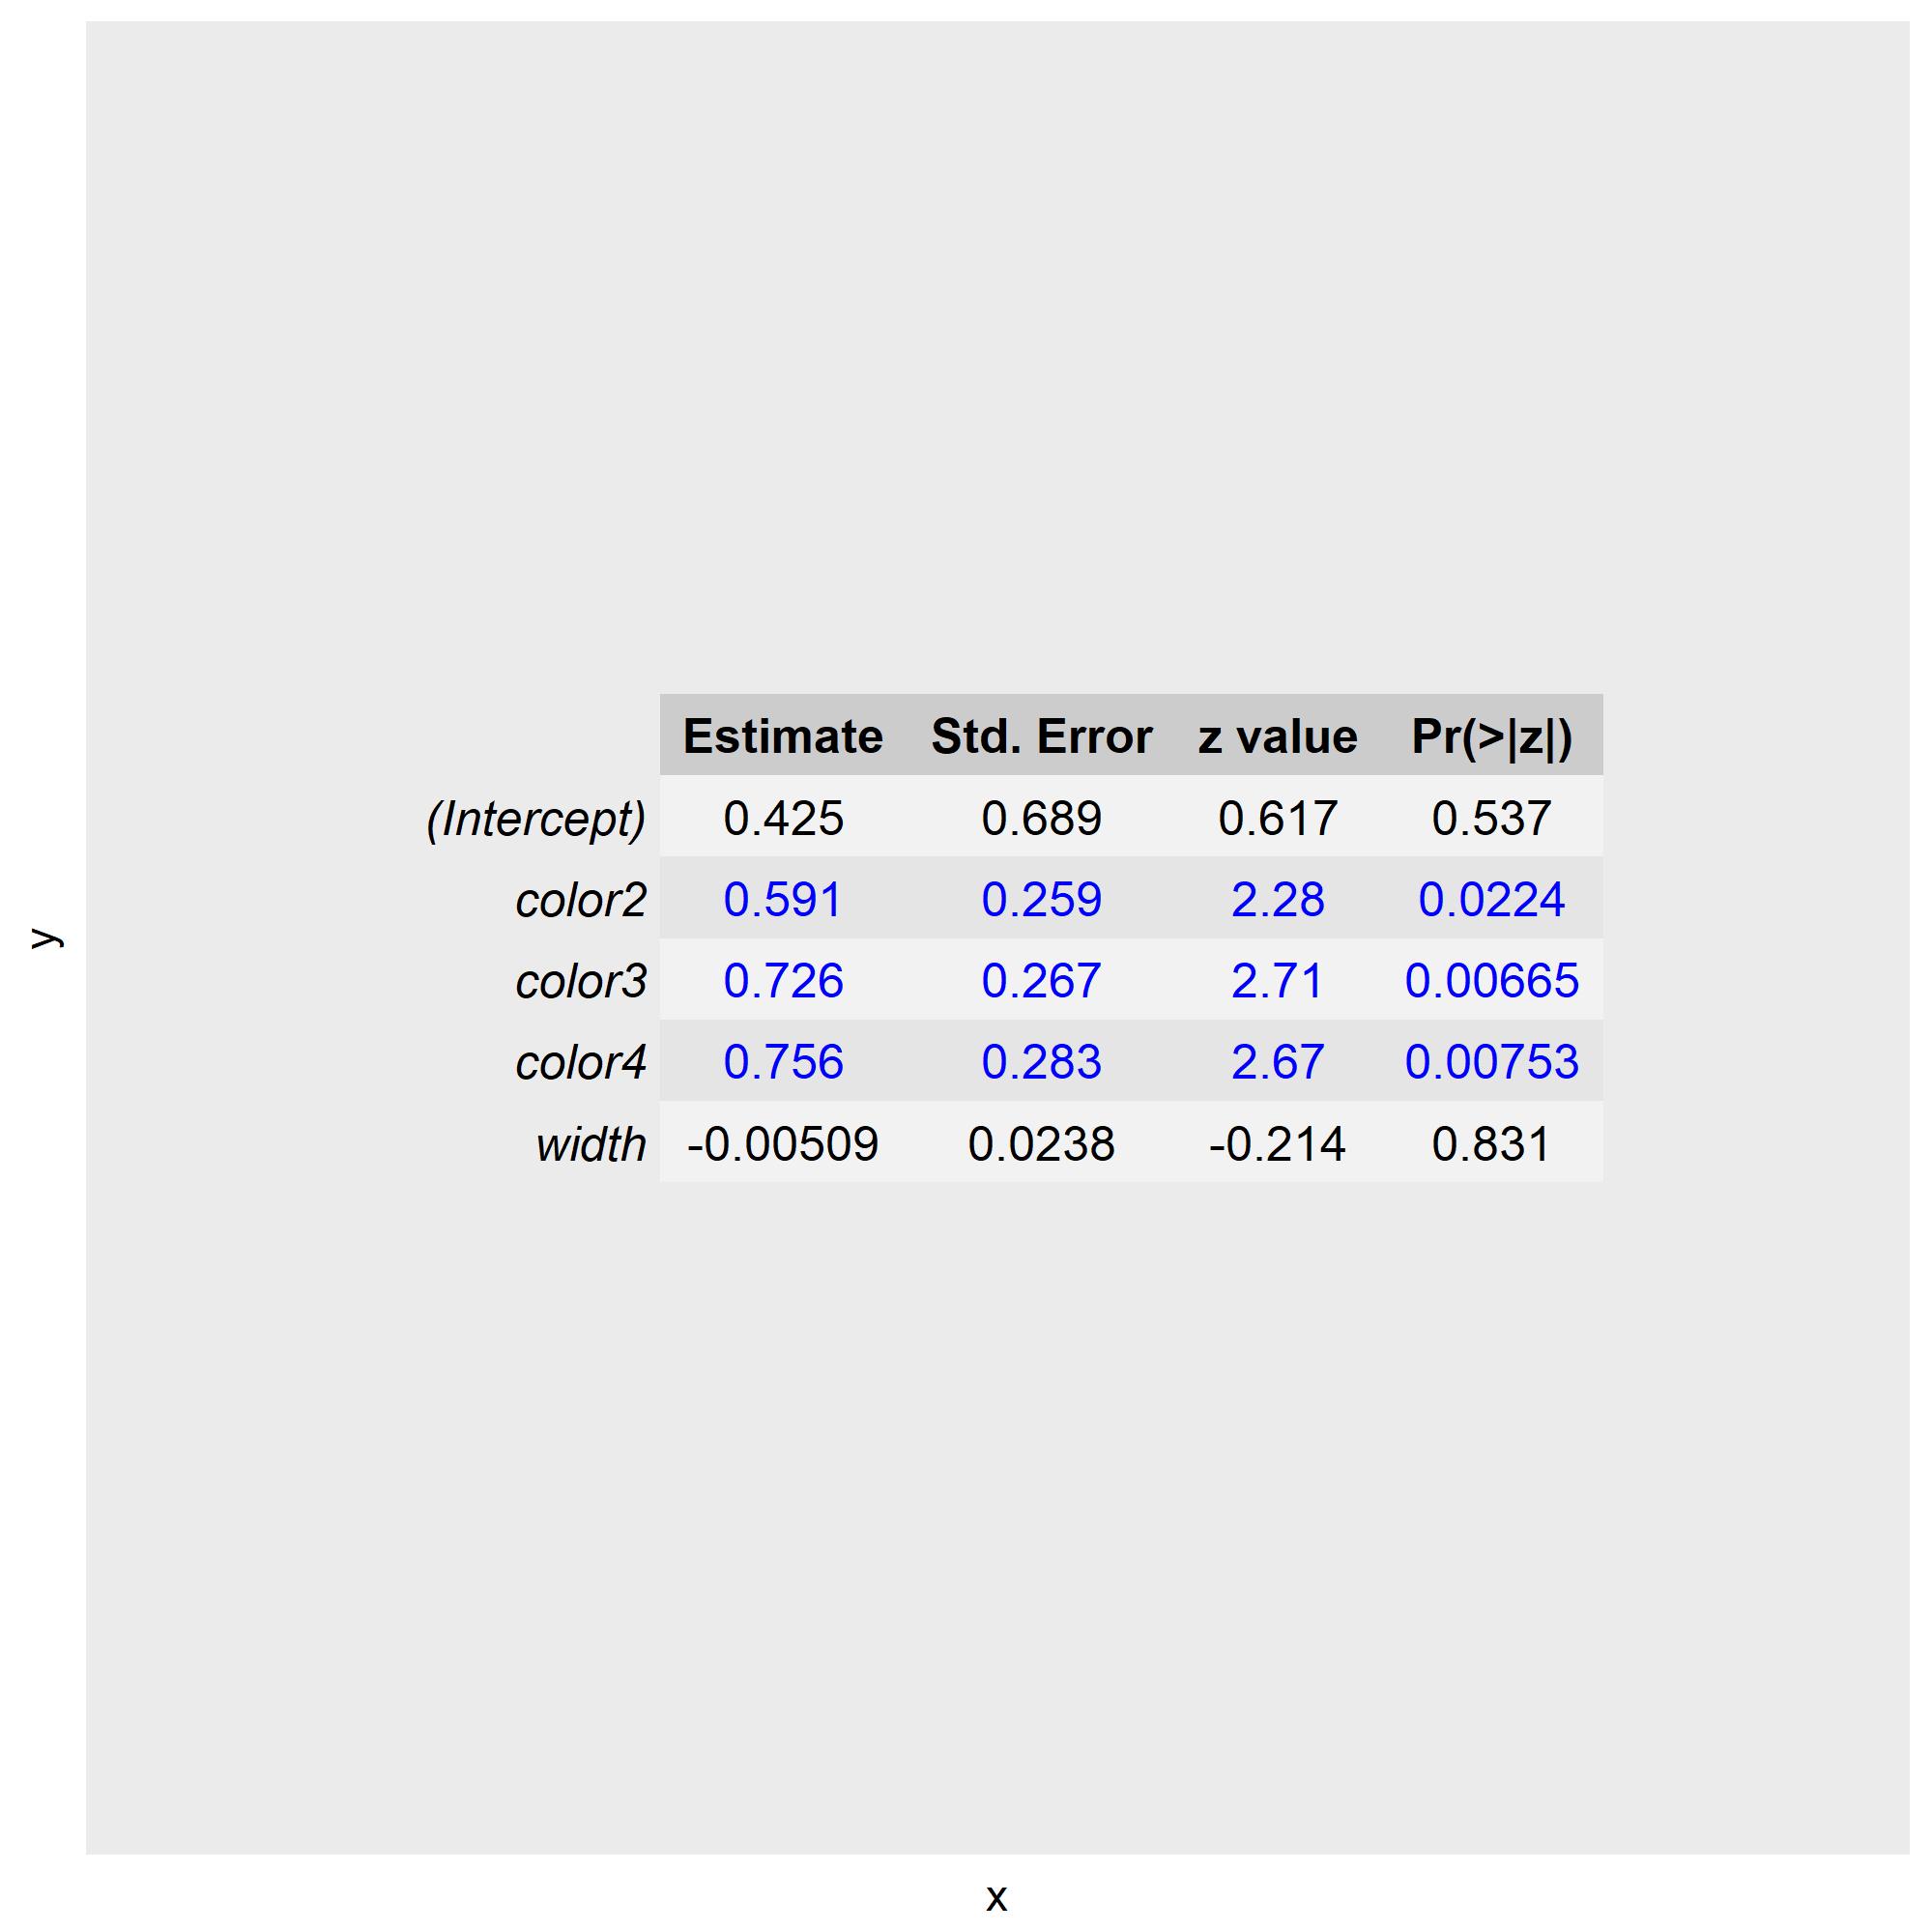 Estimate Std. Error z value Pr(>|z|)
(Intercept) 0.425 0.689 0.617 0.537
color2 0.591 0.259 2.28 0.0224
color3 0.726 0.267 2.71 0.00665
color4 0.756 0.283 2.67 0.00753
width -0.00509 0.0238 -0.214 0.831
y
x